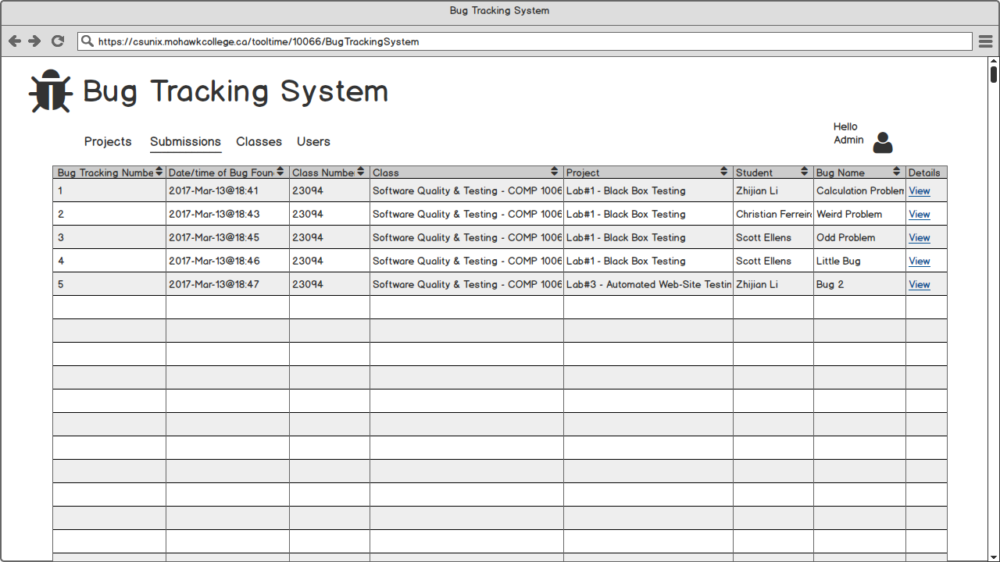 Bug Tracking System
https://csunix.mohawkcollege.ca/tooltime/10066/BugTrackingSystem
Bug Tracking System
Hello
Admin
Projects Submissions Classes Users
Bug Tracking Numbe Date/time of Bug Foun Class Numbe Class Project Student Bug Name Details
1 2017-Mar-13@18:41 23094 Software Quality & Testing - COMP 1006 Lab#1 - Black Box Testing Zhijian Li Calculation Problem View
2 2017-Mar-13@18:43 23094 Software Quality & Testing - COMP 1006 Lab#1 - Black Box Testing Christian Ferreir Weird Problem View
3 2017-Mar-13@18:45 23094 Software Quality & Testing - COMP 1006 Lab#1 - Black Box Testing Scott Ellens Odd Problem View
4 2017-Mar-13@18:46 23094 Software Quality & Testing - COMP 1006 Lab#1 - Black Box Testing Scott Ellens Little Bug View
5 2017-Mar-13@18:47 23094 Software Quality & Testing - COMP 1006 Lab#3 - Automated Web-Site Testin Zhijian Li Bug 2 View